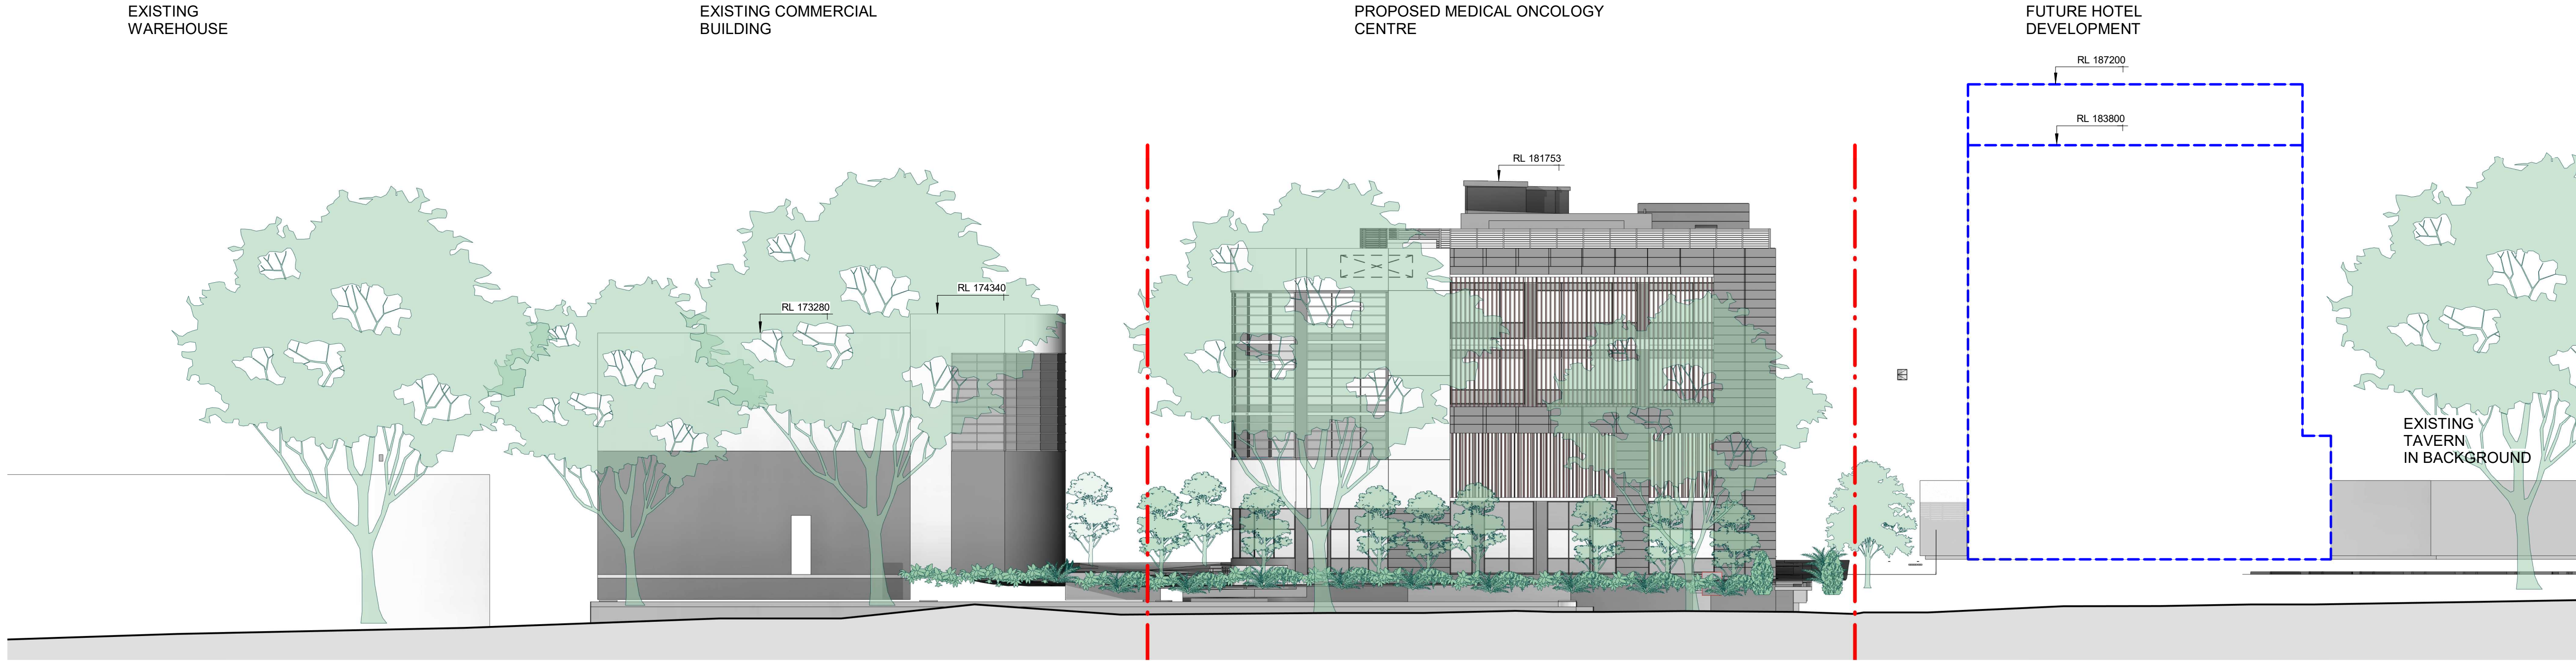 EXISTING
WAREHOUSE
EXISTING COMMERCIAL
BUILDING
PROPOSED MEDICAL ONCOLOGY
CENTRE
FUTURE HOTEL
DEVELOPMENT
RL 187200
RL 183800
RL 181753
RL 174340
RL 173280
EXISTING
TAVERN
IN BACKGROUND